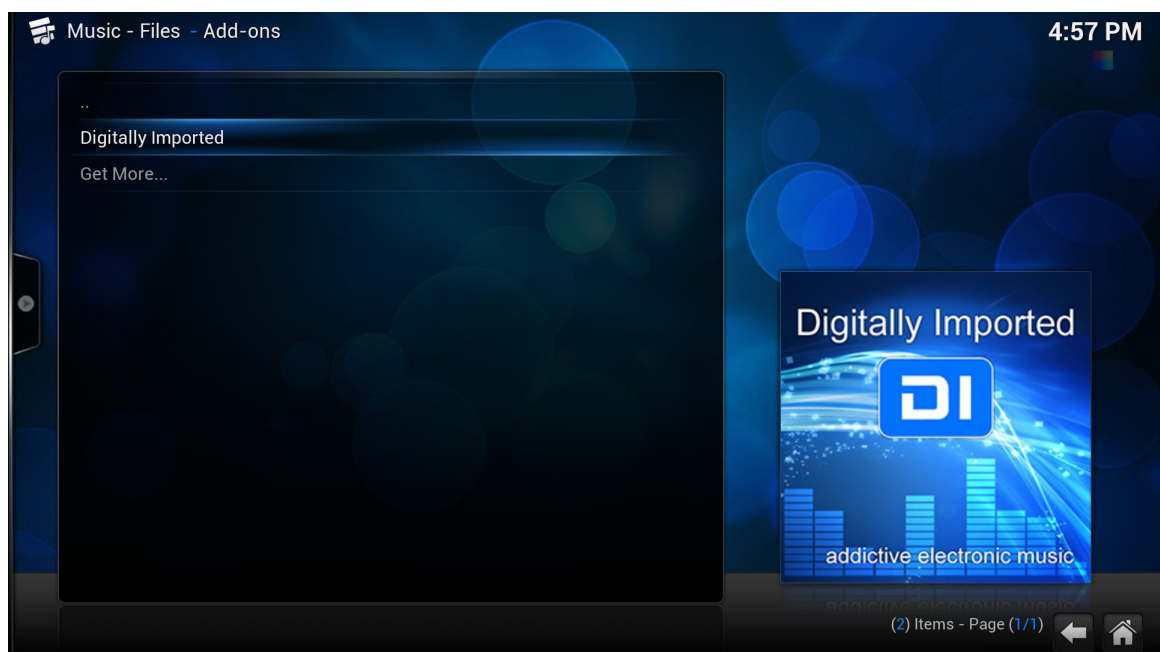 Music - Files - Add-ons
4:57 PM
..
Digitally Imported
Get More...
Digitally Imported
DI
addictive electronic music
(2) Items - Page (1/1)